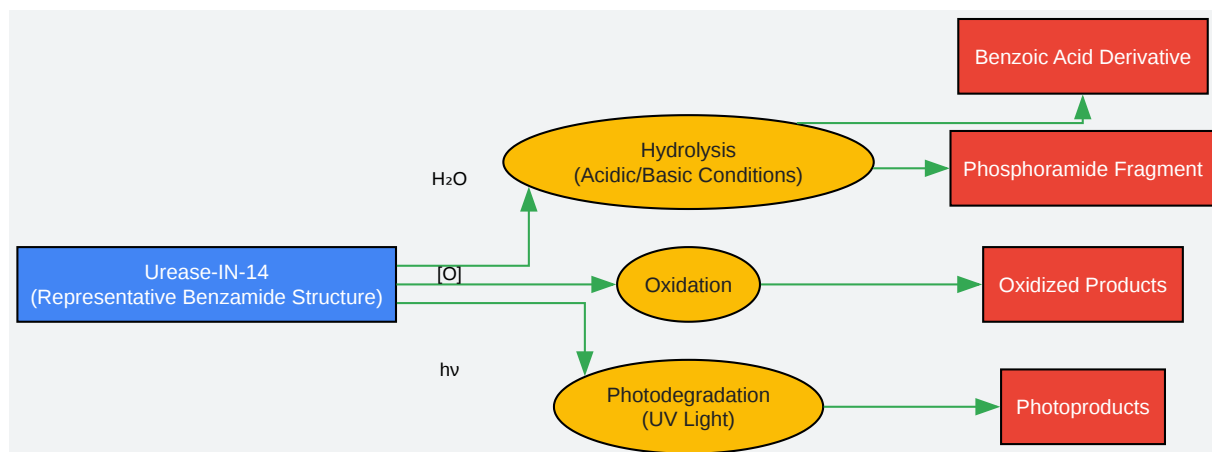 Benzoic Acid Derivative
Hydrolysis
(Acidic/Basic Conditions)
Phosphoramide Fragment
H₂O
Urease-IN-14
(Representative Benzamide Structure)
[O]
Oxidation
Oxidized Products
hν
Photodegradation
(UV Light)
Photoproducts